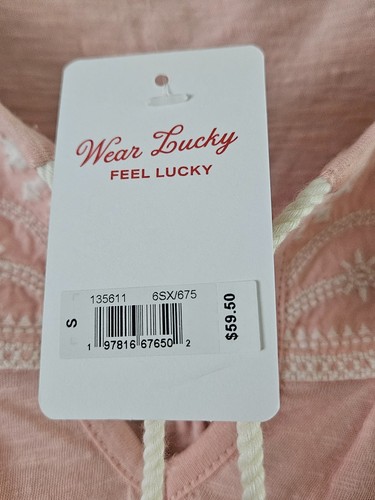 Wear Lucky
FEEL LUCKY
135611 6SX/675
S
1 97816 67650 2
$59.50